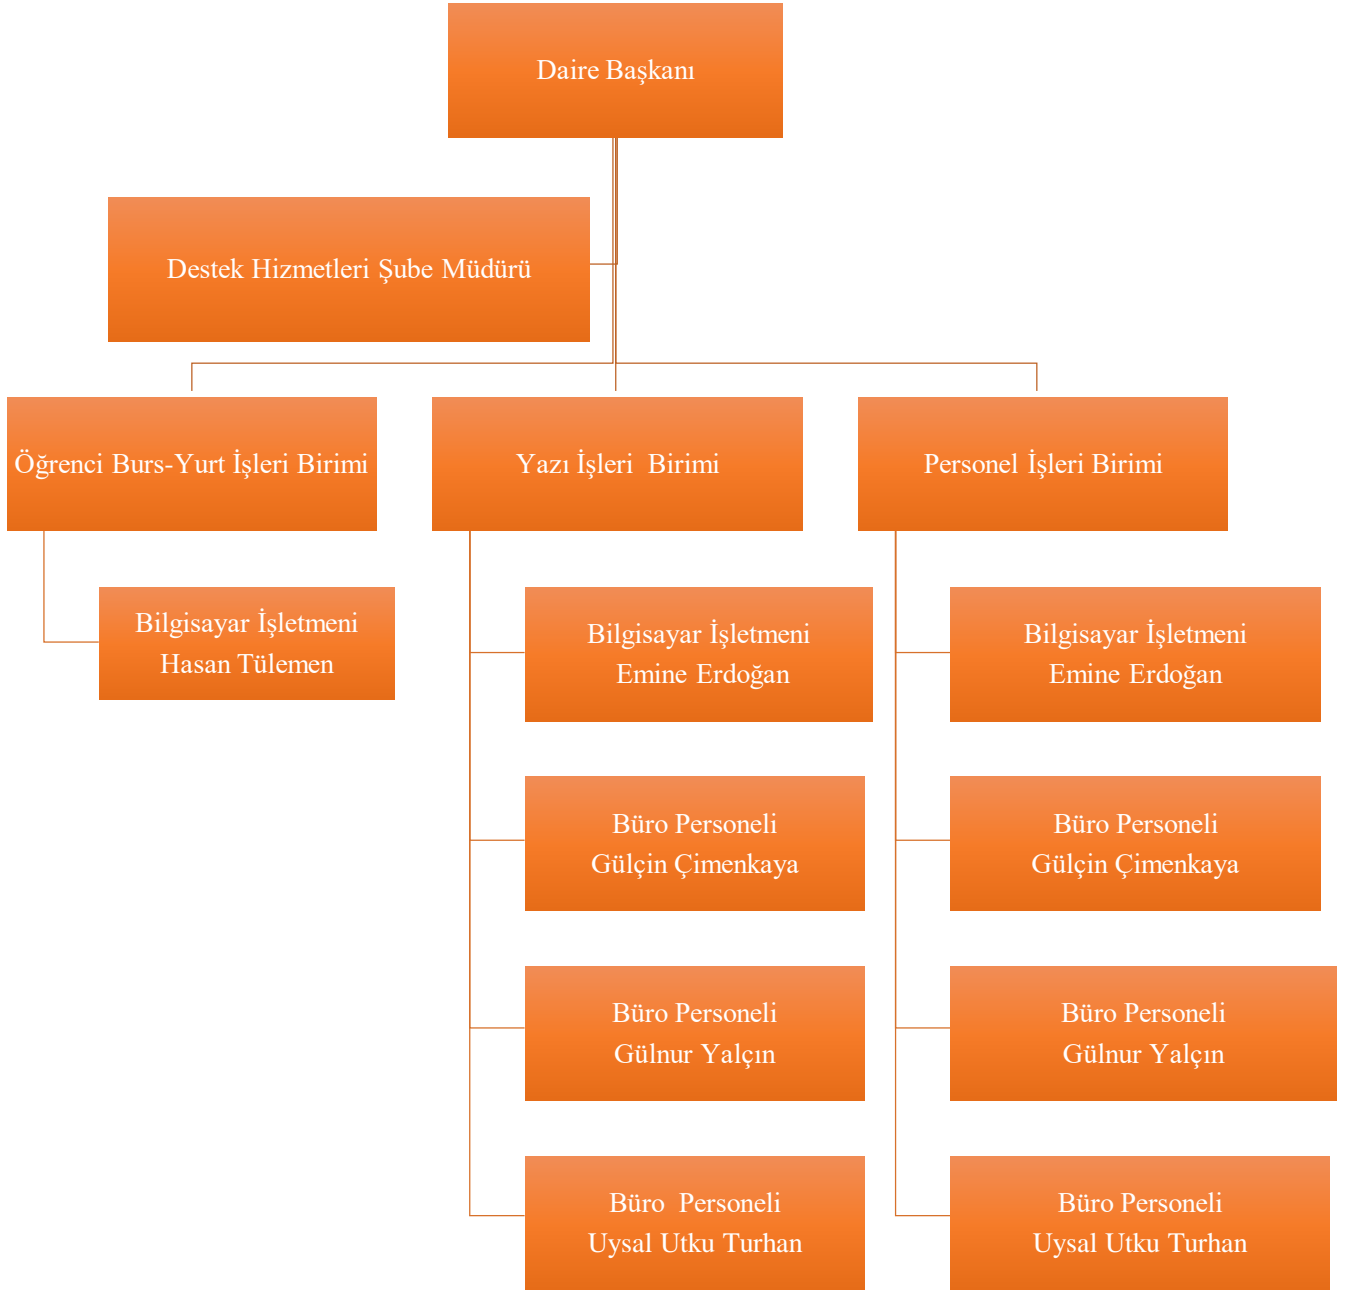 Daire Başkanı
Destek Hizmetleri Şube Müdürü
Öğrenci Burs-Yurt İşleri Birimi
Bilgisayar İşletmeni
Hasan Tülemen
Yazı İşleri  Birimi
Bilgisayar İşletmeni
Emine Erdoğan
Büro Personeli
Gülçin Çimenkaya
Büro Personeli
Gülnur Yalçın
Büro  Personeli
Uysal Utku Turhan
Personel İşleri Birimi
Bilgisayar İşletmeni
Emine Erdoğan
Büro Personeli
Gülçin Çimenkaya
Büro Personeli
Gülnur Yalçın
Büro Personeli
Uysal Utku Turhan